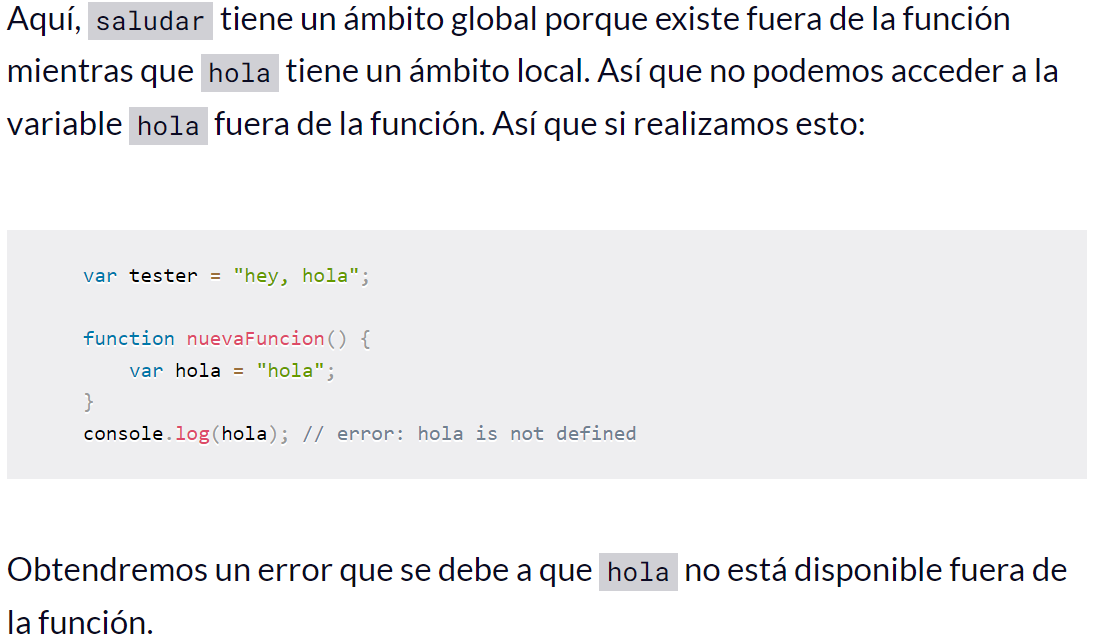 Aquí, saludar tiene un ámbito global porque existe fuera de la función
mientras que hola tiene un ámbito local. Así que no podemos acceder a la
variable hola fuera de la función. Así que si realizamos esto:
var tester = "hey, hola";
function nuevaFuncion() {
    var hola = "hola";
}
console.log(hola); // error: hola is not defined
Obtendremos un error que se debe a que hola no está disponible fuera de
la función.